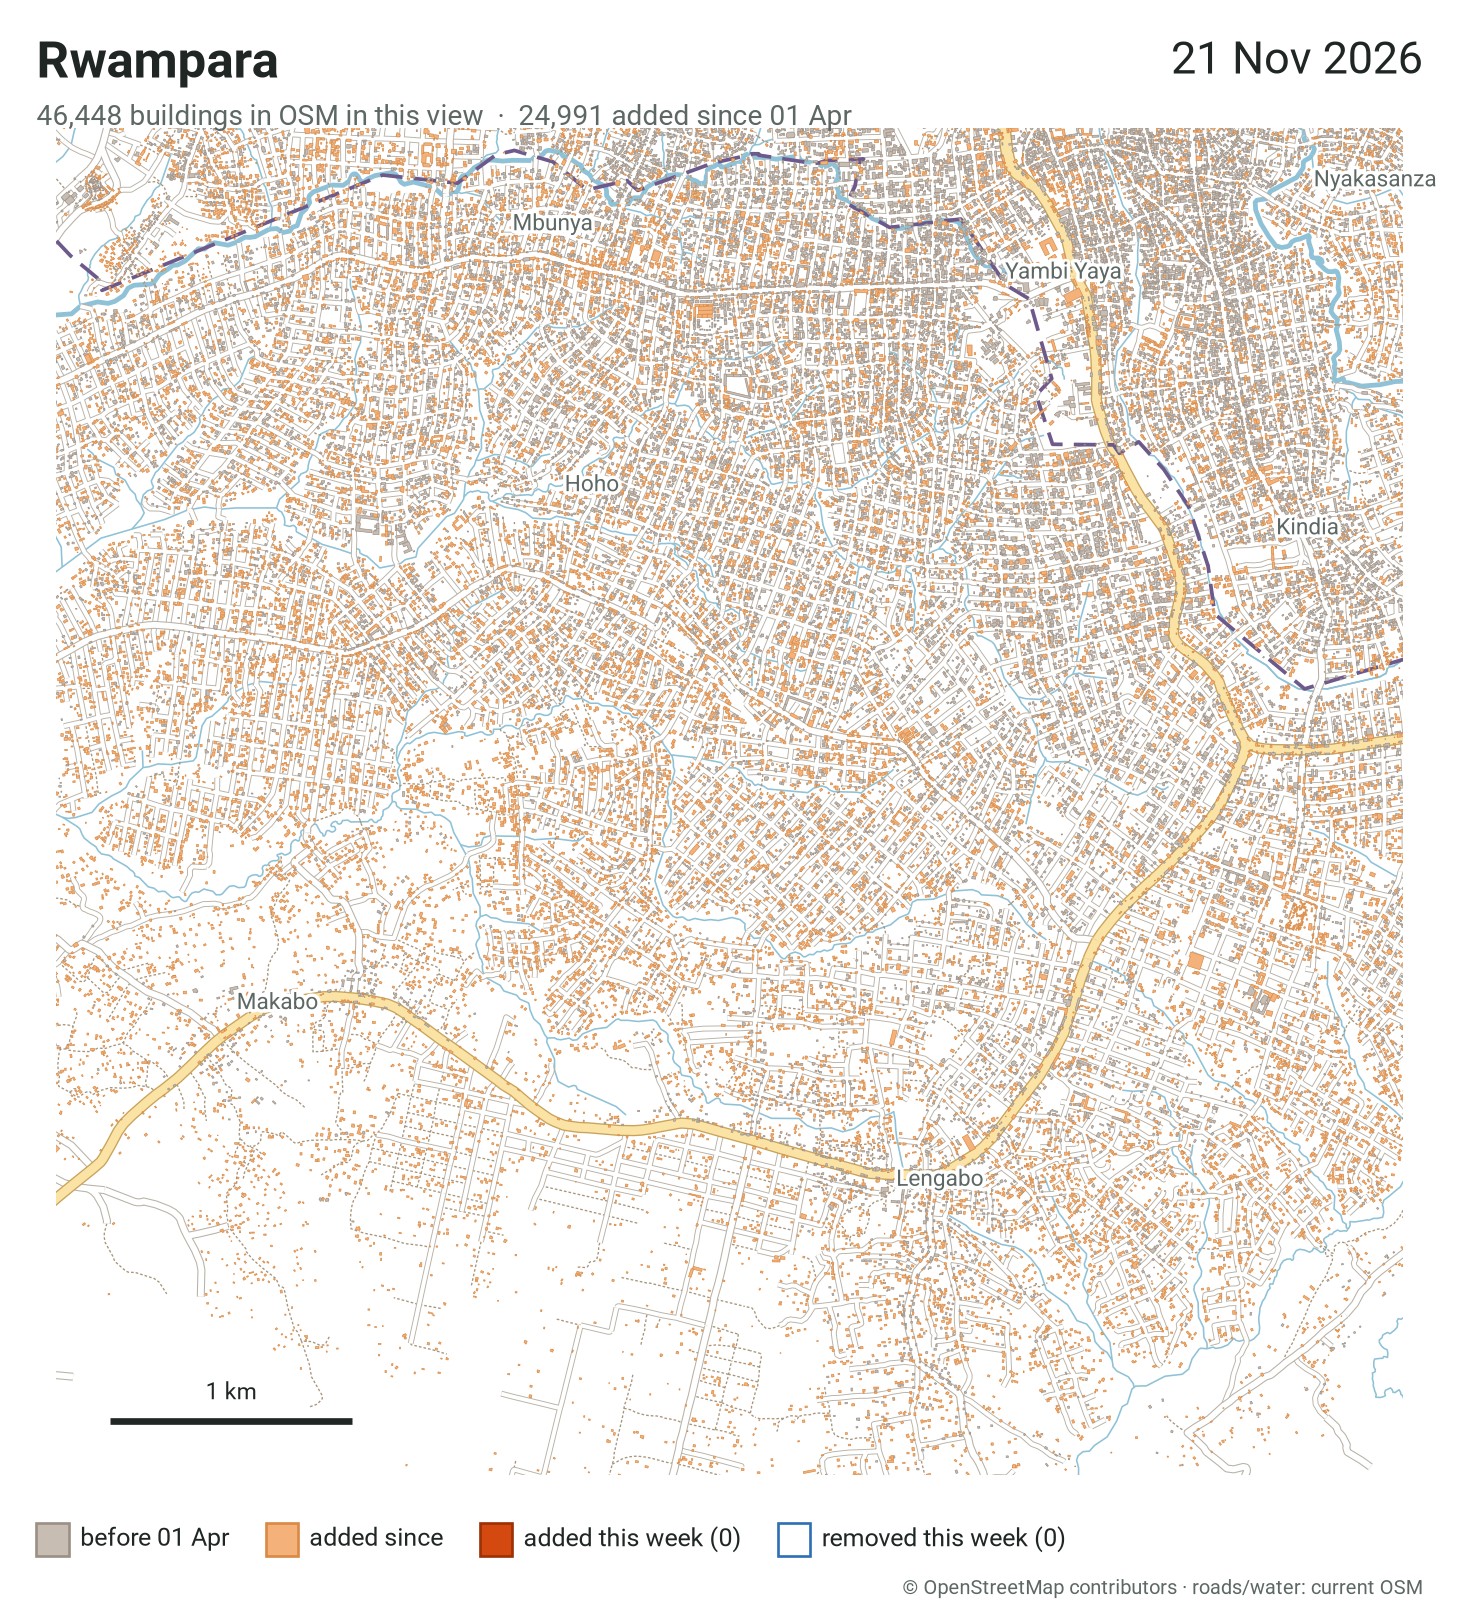 Rwampara
21 Nov 2026
46,448 buildings in OSM in this view · 24,991 added since 01 Apr
Nyakasanza
Mbunya
Yambi Yaya
Hoho
Kindia
Makabo
Lengabo
1 km
before 01 Apr
added since
added this week (0)
removed this week (0)
© OpenStreetMap contributors · roads/water: current OSM